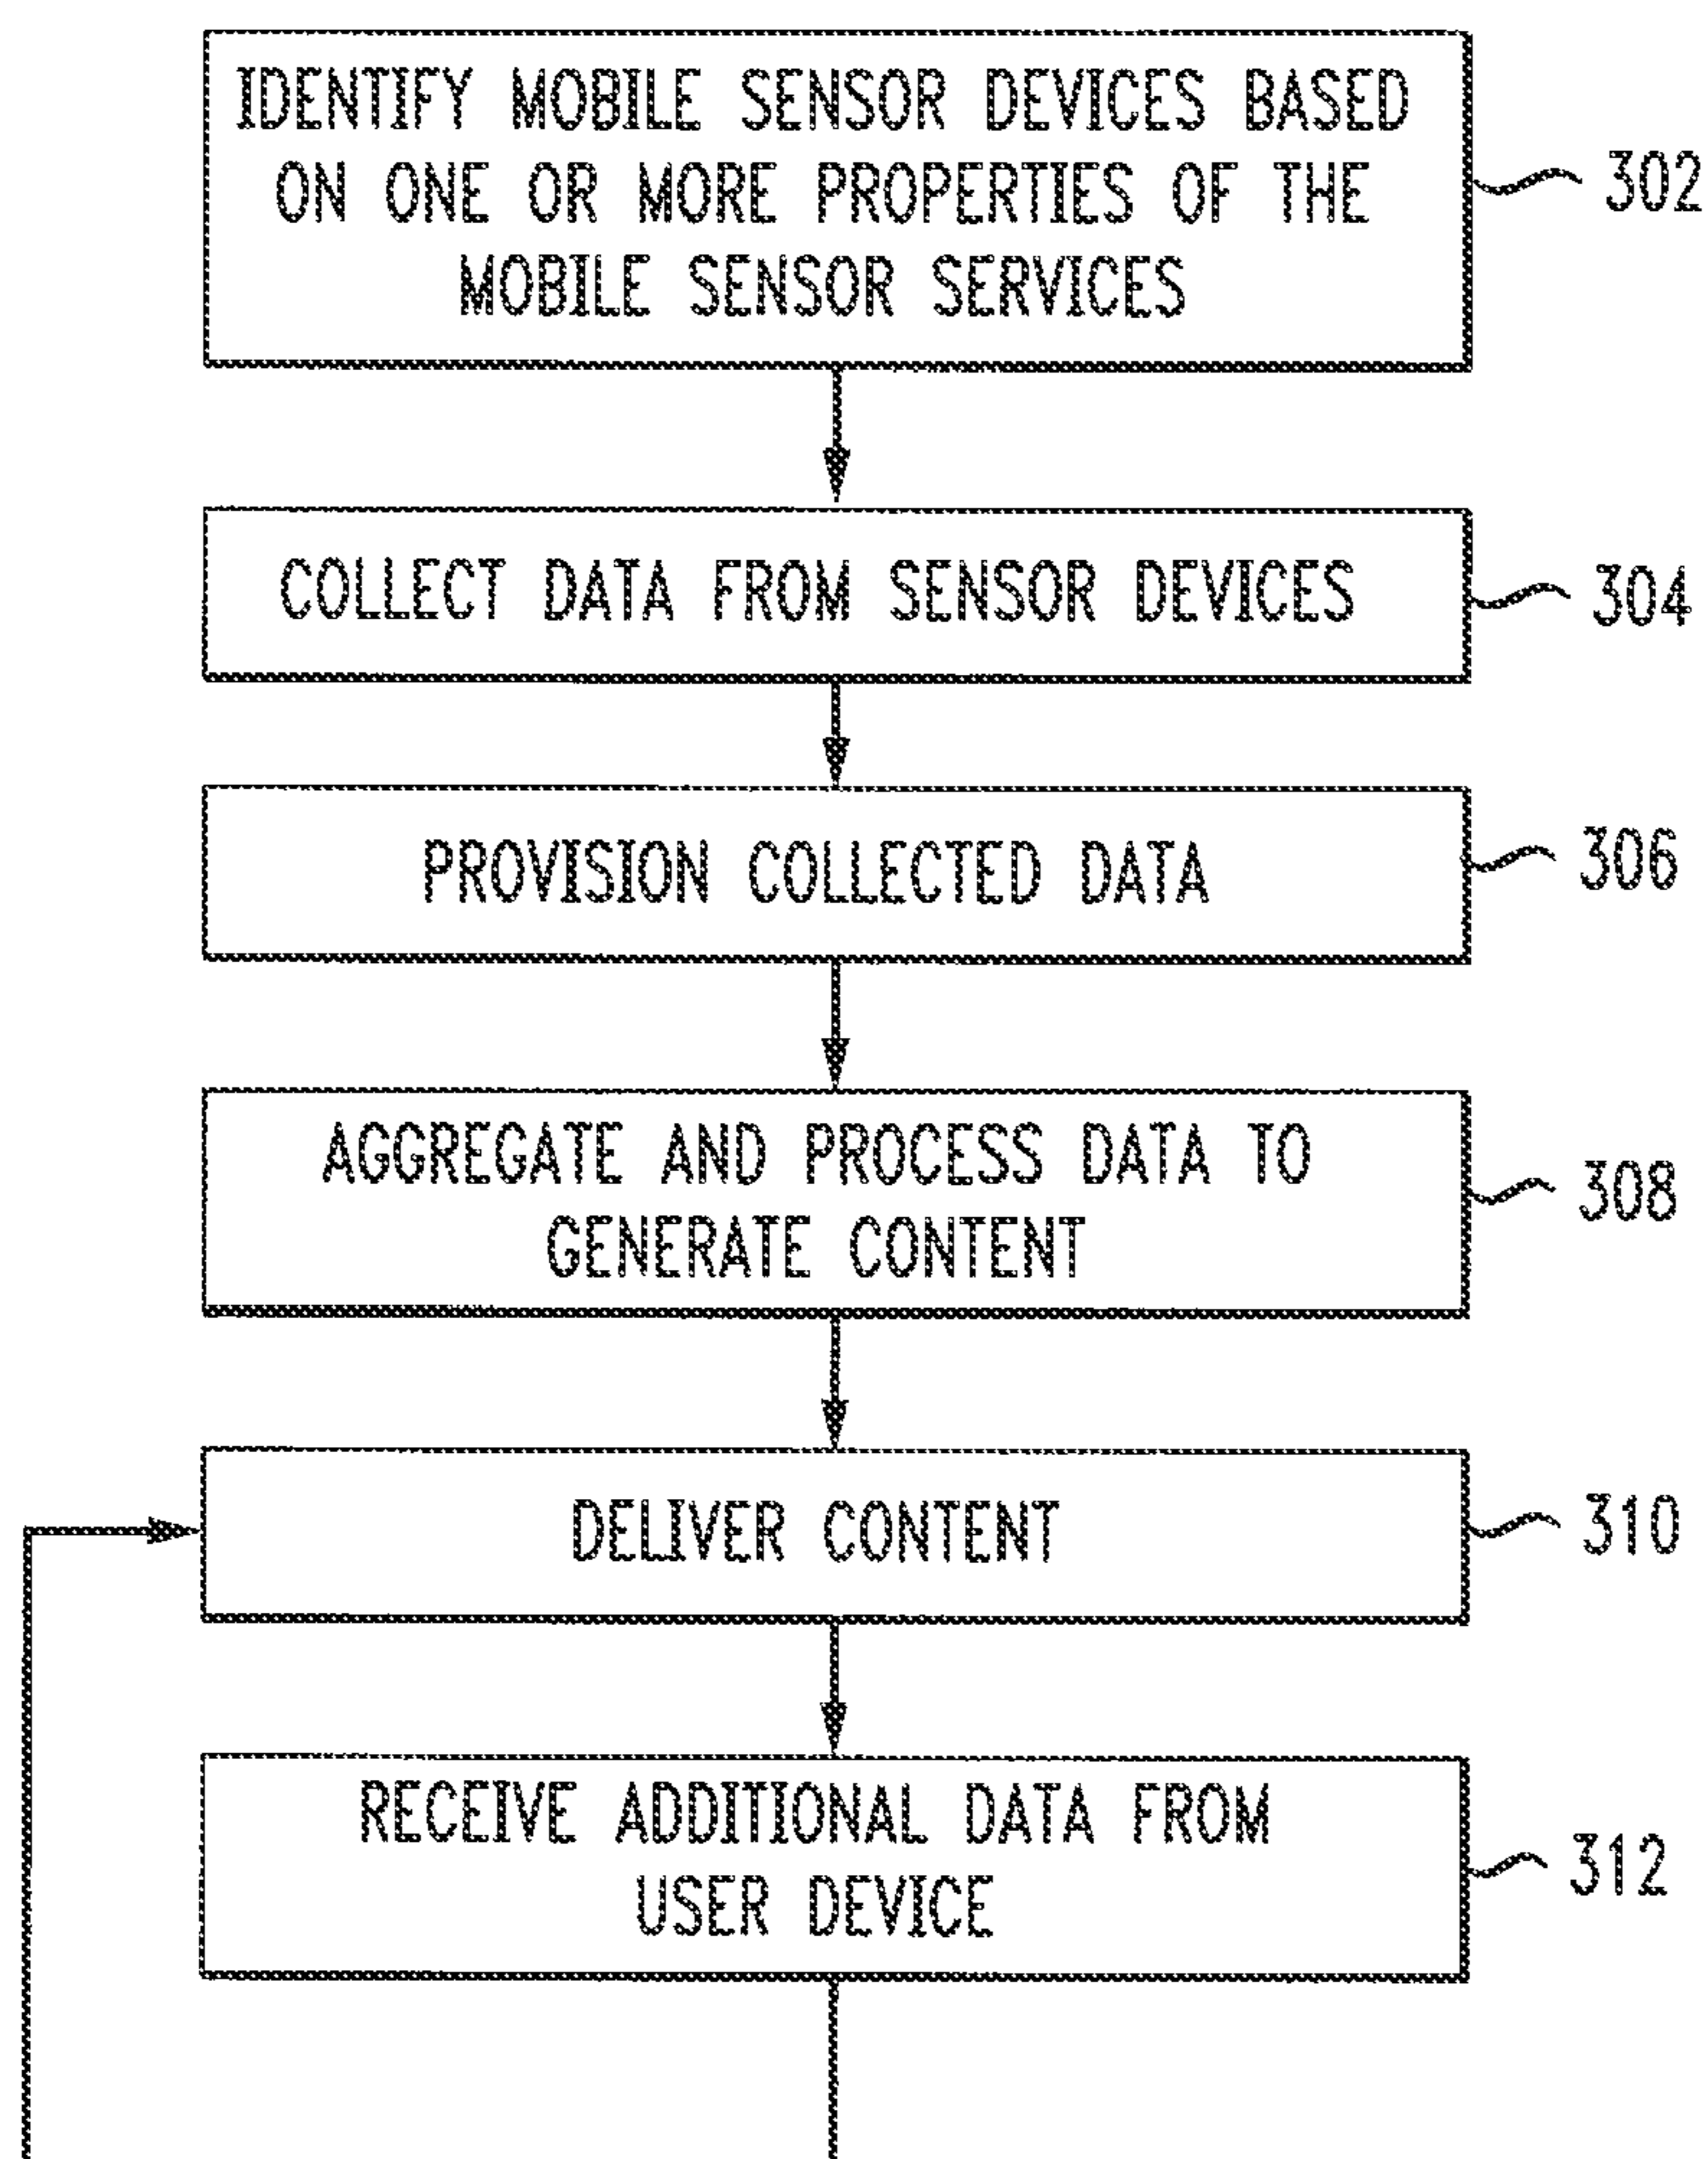 IDENTIFY MOBILE SENSOR DEVICES BASED
ON ONE OR MORE PROPERTIES OF THE
MOBILE SENSOR SERVICES
302
COLLECT DATA FROM SENSOR DEVICES
304
PROVISION COLLECTED DATA
306
AGGREGATE AND PROCESS DATA TO
GENERATE CONTENT
308
DELIVER CONTENT
310
RECEIVE ADDITIONAL DATA FROM
USER DEVICE
312